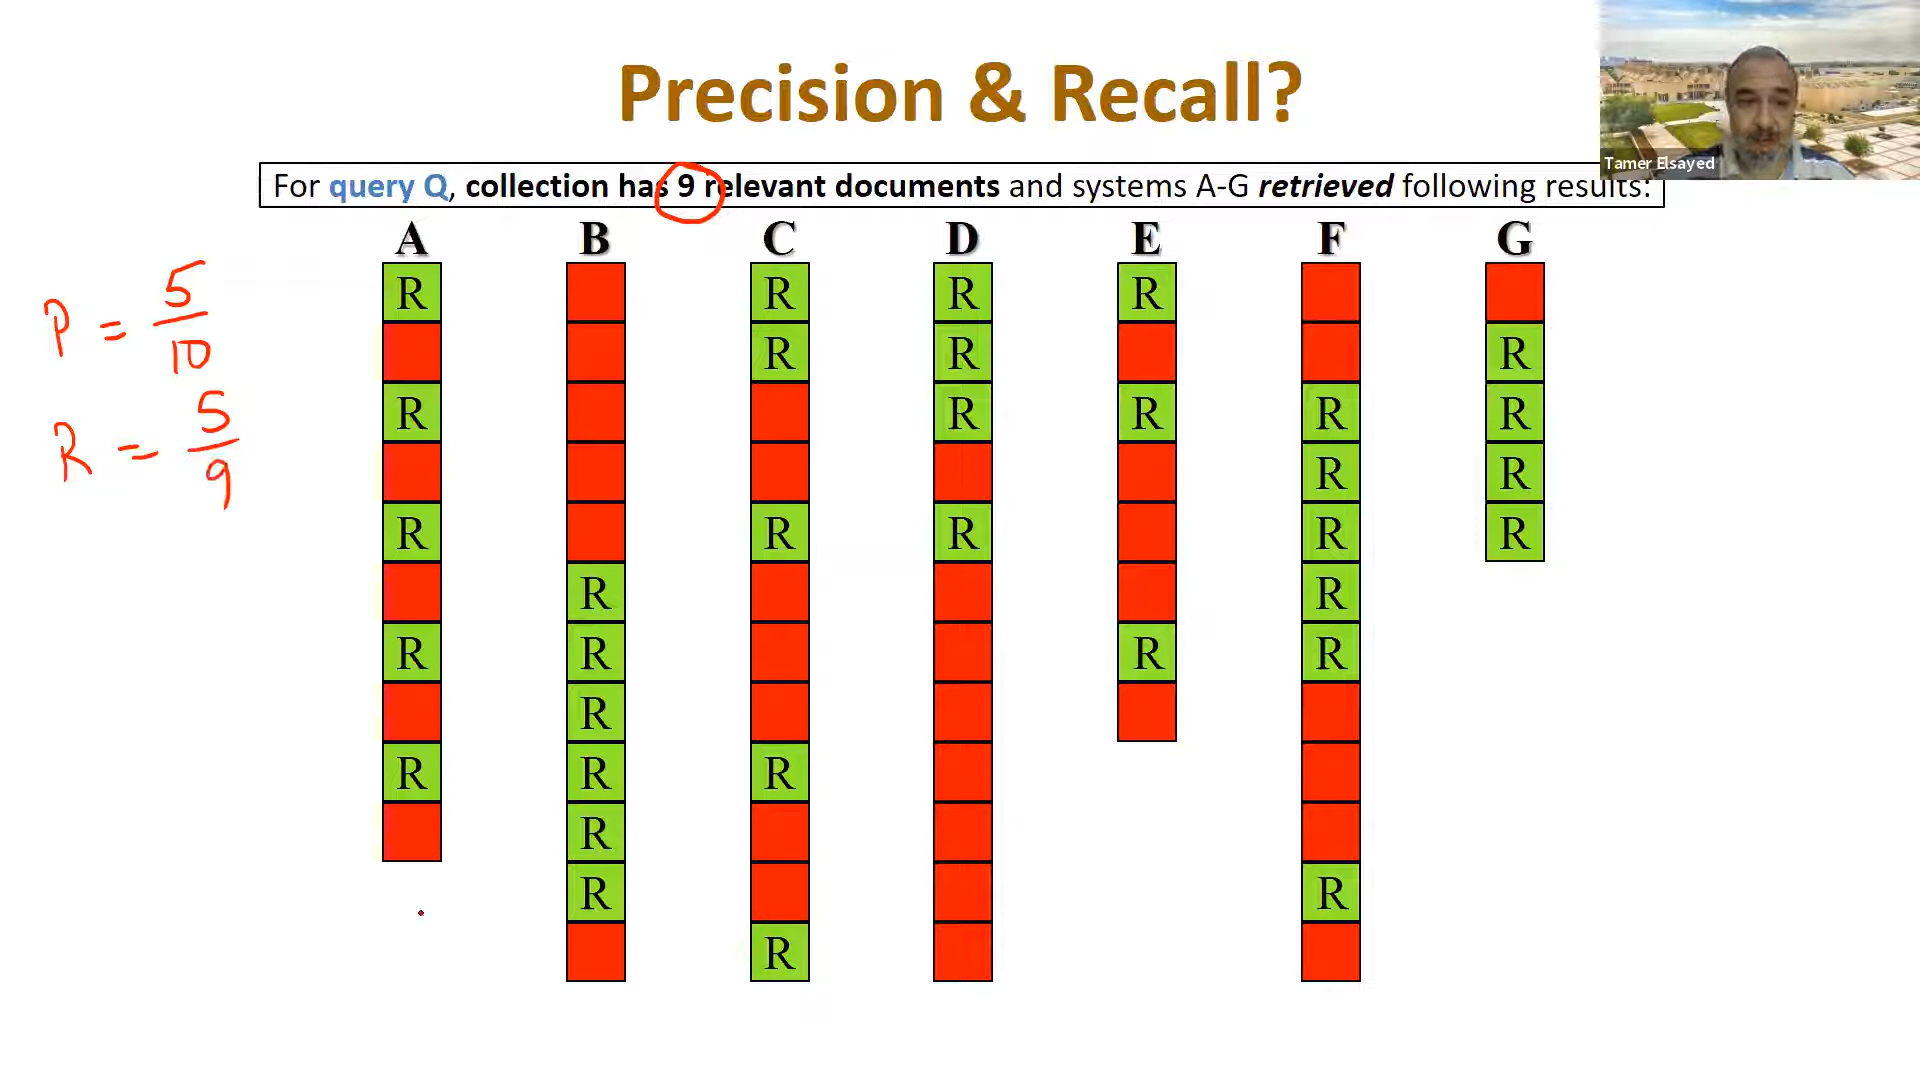 Precision & Recall?
Tamer Elsayed
For query Q, collection has 9 relevant documents and systems A-G retrieved following results:
A B C D E F G
P = 5/10
R = 5/9
R R R R
R R R
R R R R G
R R
R R R R R
R R
R R R R
R
R R R
R
R R
R